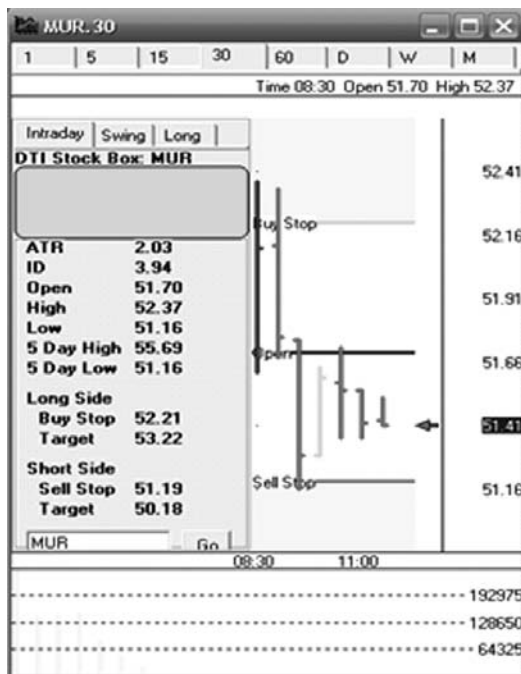 MUR. 30
1 5 15 30 60 D W M
Time 08:30 Open 51.70 High 52.37
Intraday Swing Long
DTI Stock Box: MUR
ATR 2.03
ID 3.94
Open 51.70
High 52.37
Low 51.16
5 Day High 55.69
5 Day Low 51.16
Long Side
Buy Stop 52.21
Target 53.22
Short Side
Sell Stop 51.19
Target 50.18
MUR Go
Buy Stop
Open
Sell Stop
52.41
52.16
51.91
51.66
51.41
51.16
08:30 11:00
192975
128650
64325